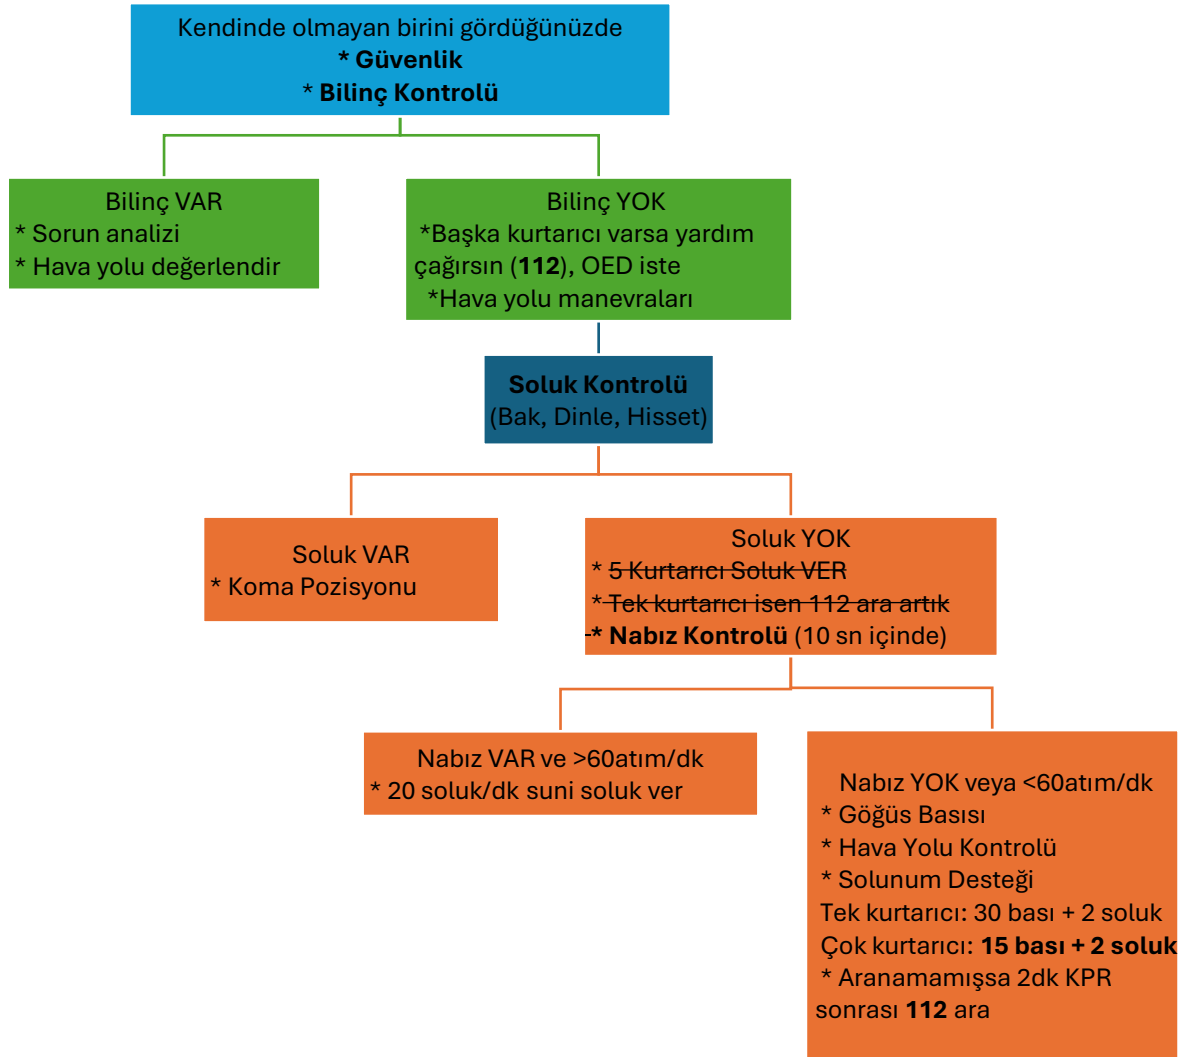 Kendinde olmayan birini gördüğünüzde
* Güvenlik
* Bilinç Kontrolü
Bilinç VAR
* Sorun analizi
* Hava yolu değerlendir
Bilinç YOK
*Başka kurtarıcı varsa yardım
çağırsın (112), OED iste
*Hava yolu manevraları
Soluk Kontrolü
(Bak, Dinle, Hisset)
Soluk VAR
* Koma Pozisyonu
Soluk YOK
* 5 Kurtarıcı Soluk VER
* Tek kurtarıcı isen 112 ara artık
* Nabız Kontrolü (10 sn içinde)
Nabız VAR ve >60atım/dk
* 20 soluk/dk suni soluk ver
Nabız YOK veya <60atım/dk
* Göğüs Basısı
* Hava Yolu Kontrolü
* Solunum Desteği
Tek kurtarıcı: 30 bası + 2 soluk
Çok kurtarıcı: 15 bası + 2 soluk
* Aranamamışsa 2dk KPR
sonrası 112 ara